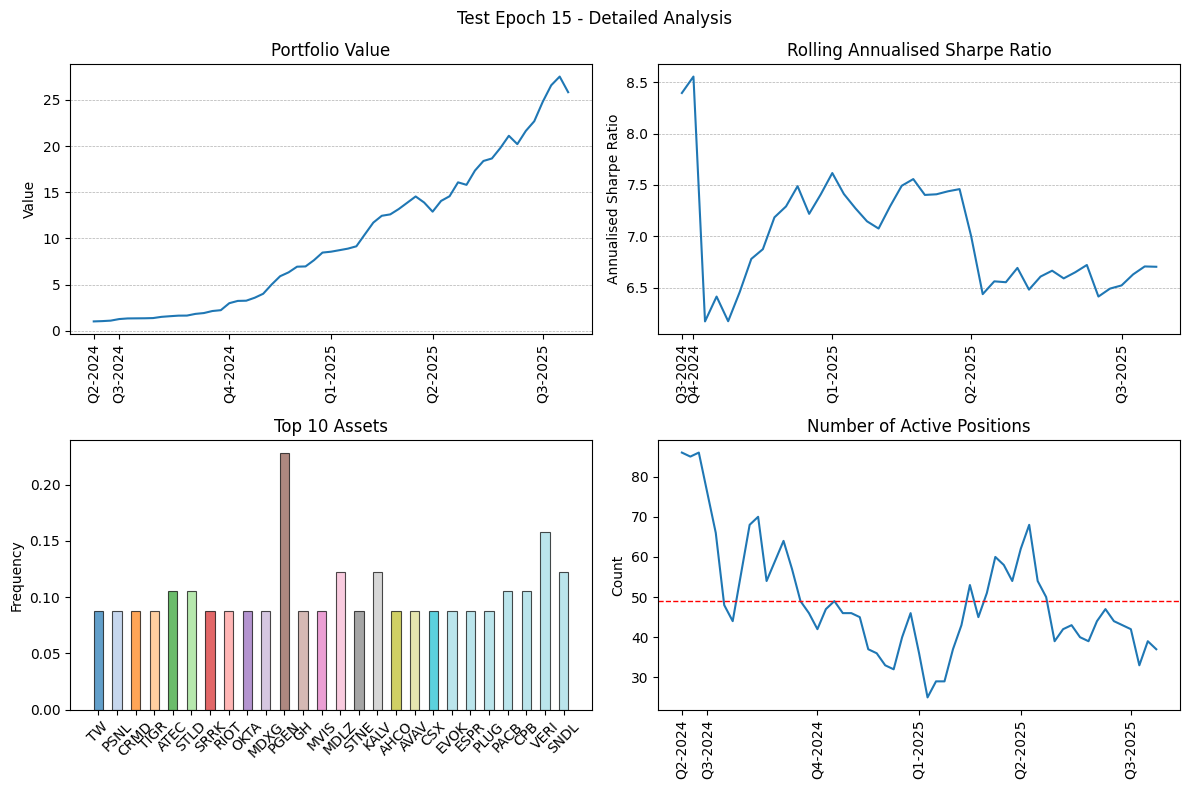 Test Epoch 15 - Detailed Analysis
Portfolio Value
Value
25
20
15
10
5
0
Q2-2024
Q3-2024
Q4-2024
Q1-2025
Q2-2025
Q3-2025
Rolling Annualised Sharpe Ratio
Annualised Sharpe Ratio
8.5
8.0
7.5
7.0
6.5
Q3-2024
Q4-2024
Q1-2025
Q2-2025
Q3-2025
Top 10 Assets
Frequency
0.20
0.15
0.10
0.05
0.00
TW
PSNL
CRMD
TIGR
ATEC
STLD
SRRK
RIOT
OKTA
MDXG
PGEN
GH
MVIS
MDLZ
STNE
KALV
AHCO
AVAV
CSX
EVOK
ESPR
PLUG
PACB
CPB
VERI
SNDL
Number of Active Positions
Count
80
70
60
50
40
30
Q2-2024
Q3-2024
Q4-2024
Q1-2025
Q2-2025
Q3-2025